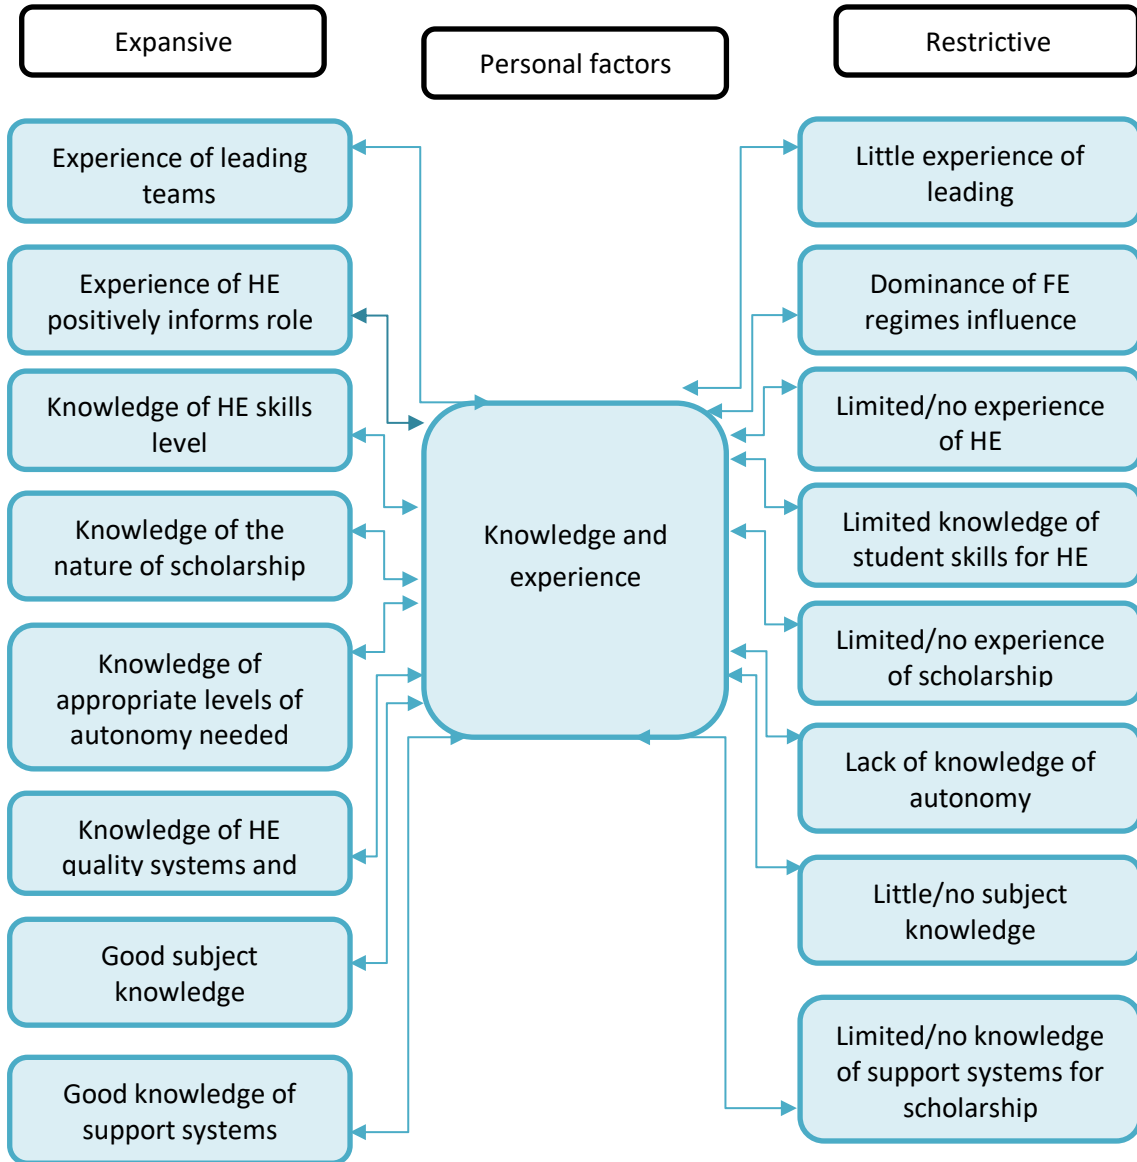 Expansive
Personal factors
Restrictive
Experience of leading
teams
Experience of HE
positively informs role
Knowledge of HE skills
level
Knowledge of the
nature of scholarship
Knowledge of
appropriate levels of
autonomy needed
Knowledge of HE
quality systems and
Good subject
knowledge
Good knowledge of
support systems
Knowledge and
experience
Little experience of
leading
Dominance of FE
regimes influence
Limited/no experience
of HE
Limited knowledge of
student skills for HE
Limited/no experience
of scholarship
Lack of knowledge of
autonomy
Little/no subject
knowledge
Limited/no knowledge
of support systems for
scholarship